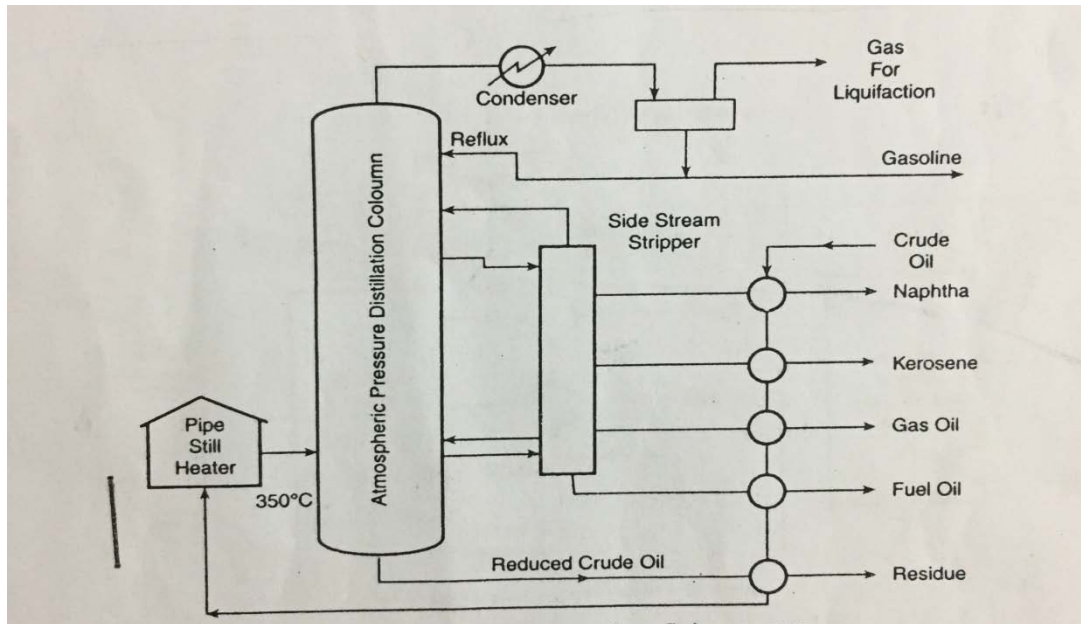 Gas
For
Liquifaction
Condenser
Reflux
Gasoline
Atmospheric Pressure Distillation Coloumn
Side Stream
Stripper
Crude
Oil
Naphtha
Kerosene
Pipe
Still
Heater
Gas Oil
350°C
Fuel Oil
Reduced Crude Oil
Residue